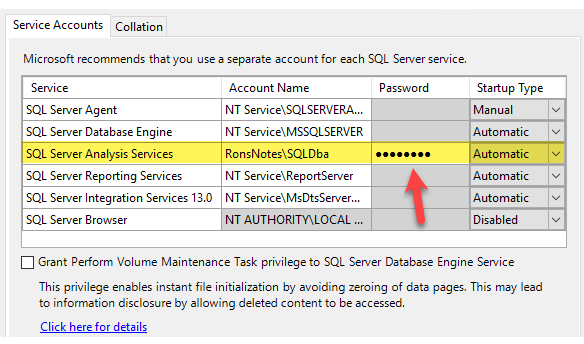 Service Accounts Collation
Microsoft recommends that you use a separate account for each SQL Server service.
Service Account Name Password Startup Type
SQL Server Agent NT Service\SQLSERVERA... Manual
SQL Server Database Engine NT Service\MSSQLSERVER Automatic
SQL Server Analysis Services RonsNotes\SQLDba ●●●●●●●● Automatic
SQL Server Reporting Services NT Service\ReportServer Automatic
SQL Server Integration Services 13.0 NT Service\MsDtsServer... Automatic
SQL Server Browser NT AUTHORITY\LOCAL ... Disabled
Grant Perform Volume Maintenance Task privilege to SQL Server Database Engine Service
This privilege enables instant file initialization by avoiding zeroing of data pages. This may lead
to information disclosure by allowing deleted content to be accessed.
Click here for details